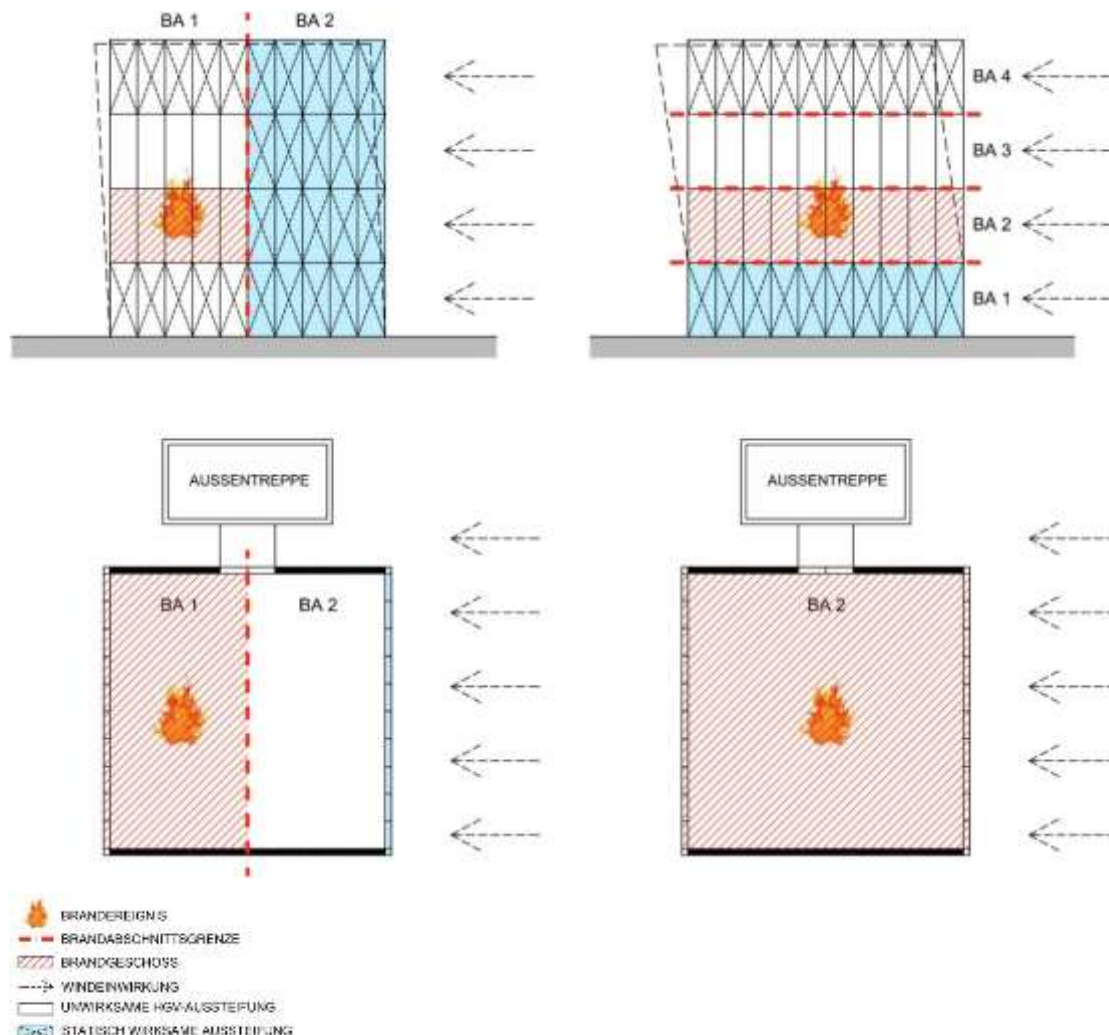 BA 1 BA 2
BA 4
BA 3
BA 2
BA 1
AUSSENTREPPE
AUSSENTREPPE
BA 1 BA 2
BA 2
BRANDEREIGNIS
BRANDABSCHNITTSGRENZE
BRANDGESCHOSS
WINDEINWIRKUNG
UNWIRKSAME HGV-AUSSTEIFUNG
STATISCH WIRKSAME AUSSTEIFUNG